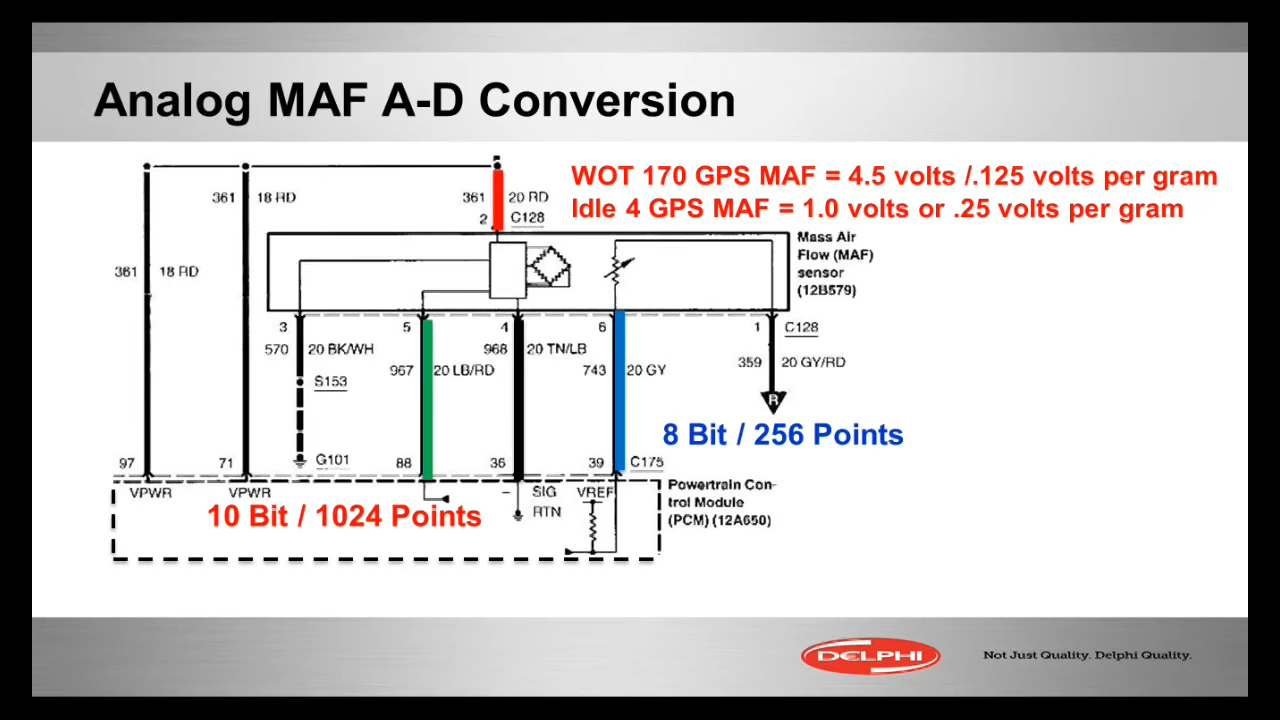 Analog MAF A-D Conversion
WOT 170 GPS MAF = 4.5 volts /.125 volts per gram
Idle 4 GPS MAF = 1.0 volts or .25 volts per gram
361 18 RD
361 20 RD
2 C128
361 18 RD
Mass Air
Flow (MAF)
sensor
(12B579)
3 5 4 6 1 C128
570 20 BK/WH
967 20 LB/RD
968 20 TN/LB
743 20 GY
359 20 GY/RD
S153
R
8 Bit / 256 Points
G101
97 71 88 36 39 C175
VPWR VPWR
– SIG
RTN
VREF
10 Bit / 1024 Points
Powertrain Con-
trol Module
(PCM) (12A650)
DELPHI
Not Just Quality. Delphi Quality.